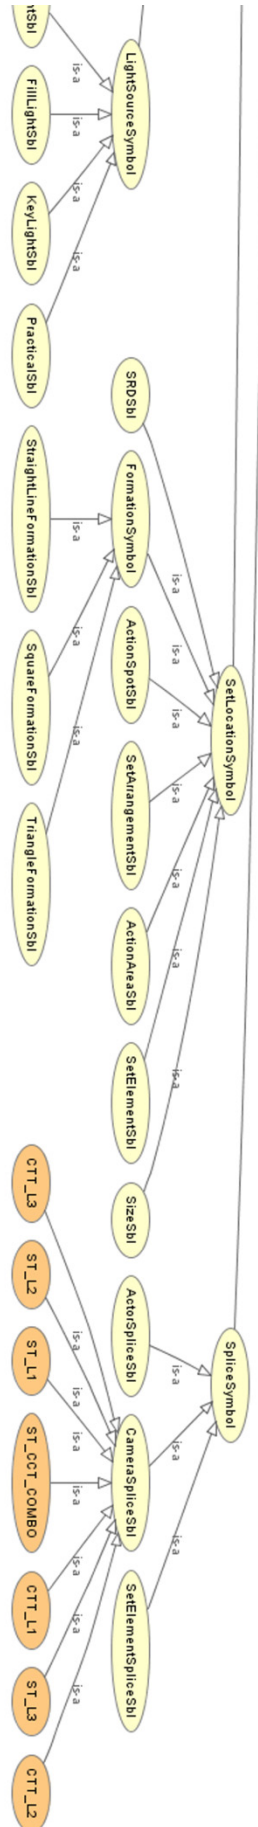 tSbl
FillLightSbl
KeyLightSbl
PracticalSbl
StraightLineFormationSbl
SquareFormationSbl
TriangleFormationSbl
CTT_L3
ST_L2
ST_L1
ST_CCT_COMBO
CTT_L1
ST_L3
CTT_L2
is-a
is-a
is-a
is-a
is-a
is-a
is-a
is-a
is-a
is-a
is-a
is-a
is-a
is-a
LightSourceSymbol
SRDSbl
FormationSymbol
ActionSpotSbl
SetArrangementSbl
ActionAreaSbl
SetElementSbl
SizeSbl
ActorSpliceSbl
CameraSpliceSbl
SetElementSpliceSbl
is-a
is-a
is-a
is-a
is-a
is-a
is-a
is-a
is-a
SetLocationSymbol
SpliceSymbol